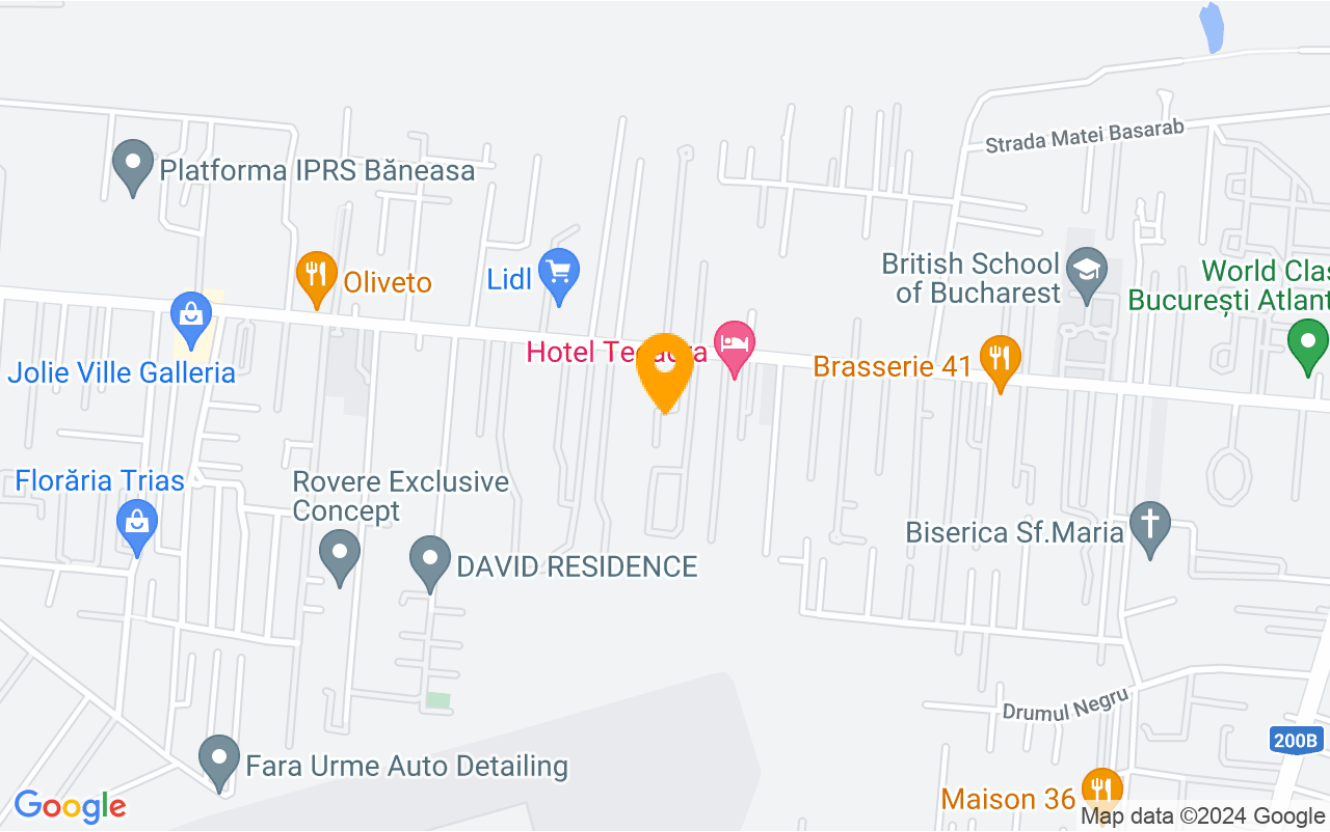 Strada Matei Basarab
Platforma IPRS Băneasa
British School
of Bucharest
World Clas
București Atlant
Oliveto
Lidl
Hotel
Brasserie 41
Jolie Ville Galleria
Florăria Trias
Rovere Exclusive
Concept
Biserica Sf.Maria
DAVID RESIDENCE
Drumul Negru
200B
Fara Urme Auto Detailing
Maison 36
Google
Map data ©2024 Google